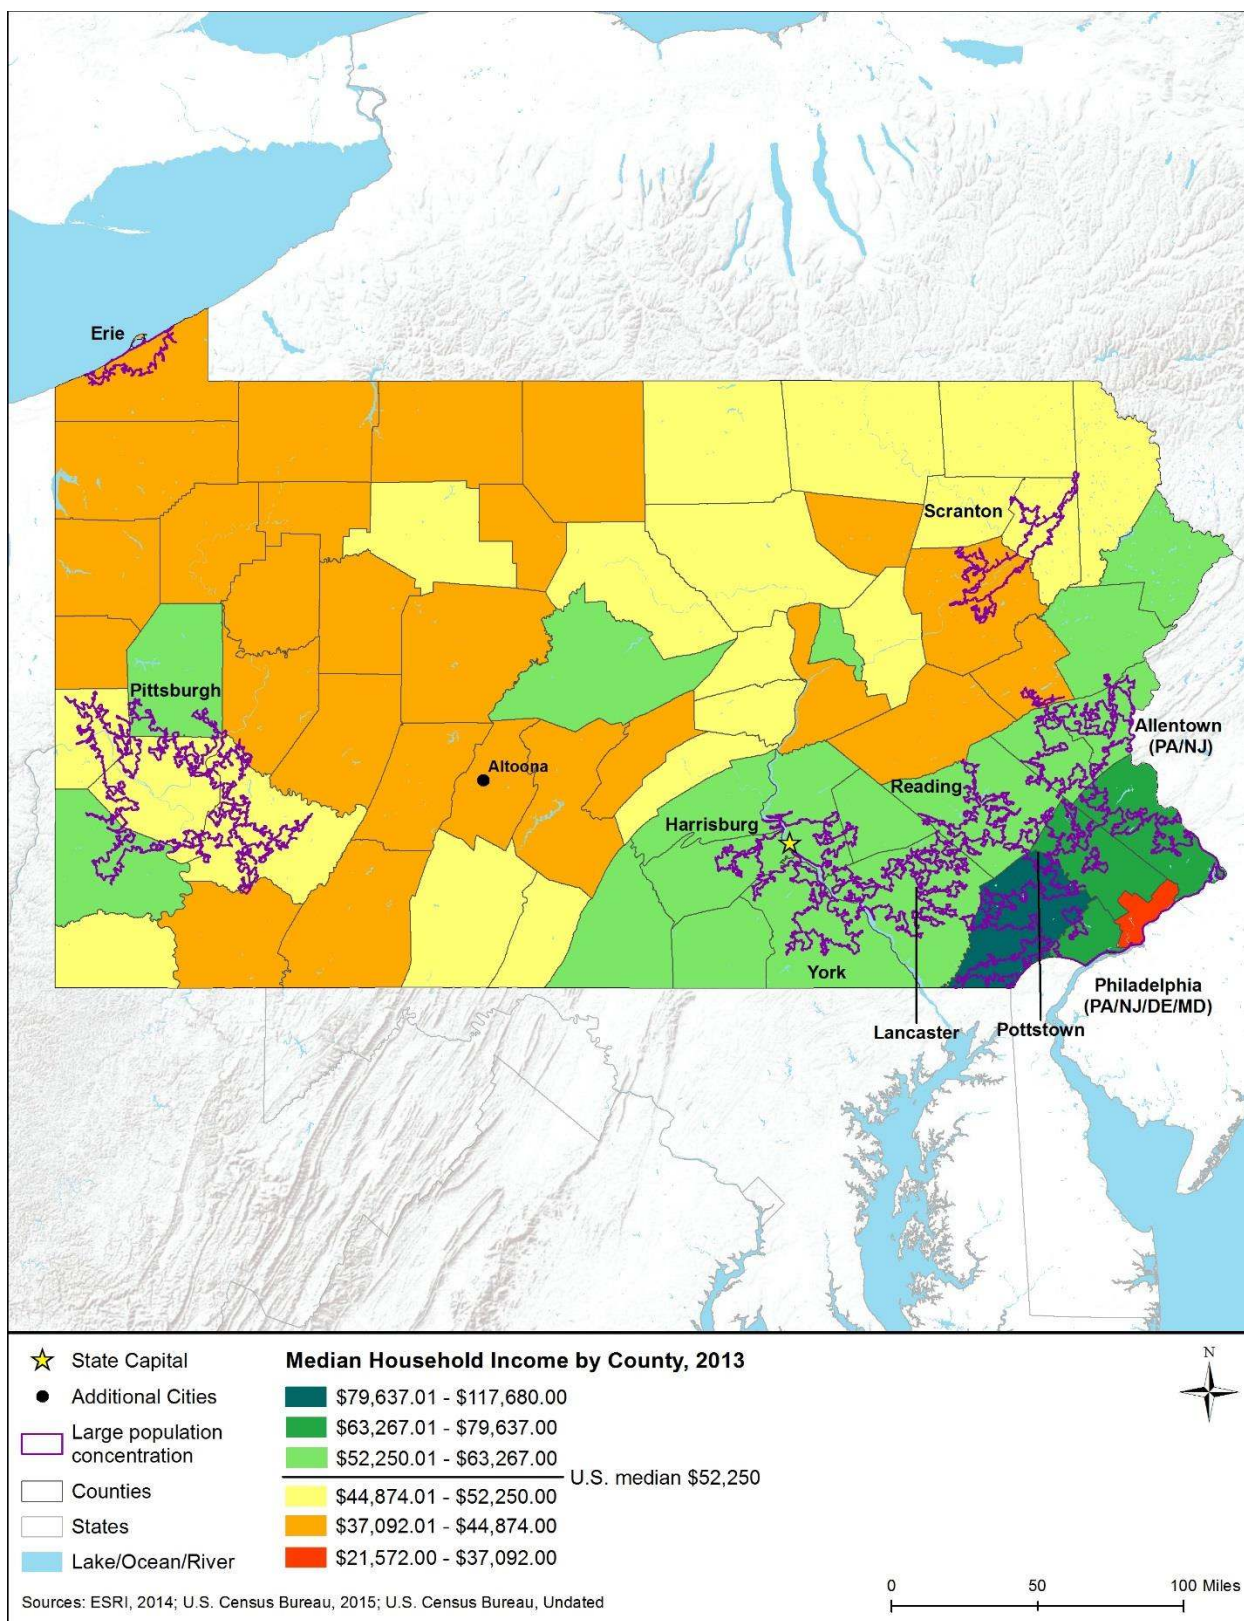 Erie
Scranton
Pittsburgh
Allentown
(PA/NJ)
Altoona
Reading
Harrisburg
York
Philadelphia
(PA/NJ/DE/MD)
Lancaster
Pottstown
State Capital
Additional Cities
Large population
concentration
Counties
States
Lake/Ocean/River
Median Household Income by County, 2013
$79,637.01 - $117,680.00
$63,267.01 - $79,637.00
$52,250.01 - $63,267.00
U.S. median $52,250
$44,874.01 - $52,250.00
$37,092.01 - $44,874.00
$21,572.00 - $37,092.00
N
0 50 100 Miles
Sources: ESRI, 2014; U.S. Census Bureau, 2015; U.S. Census Bureau, Undated